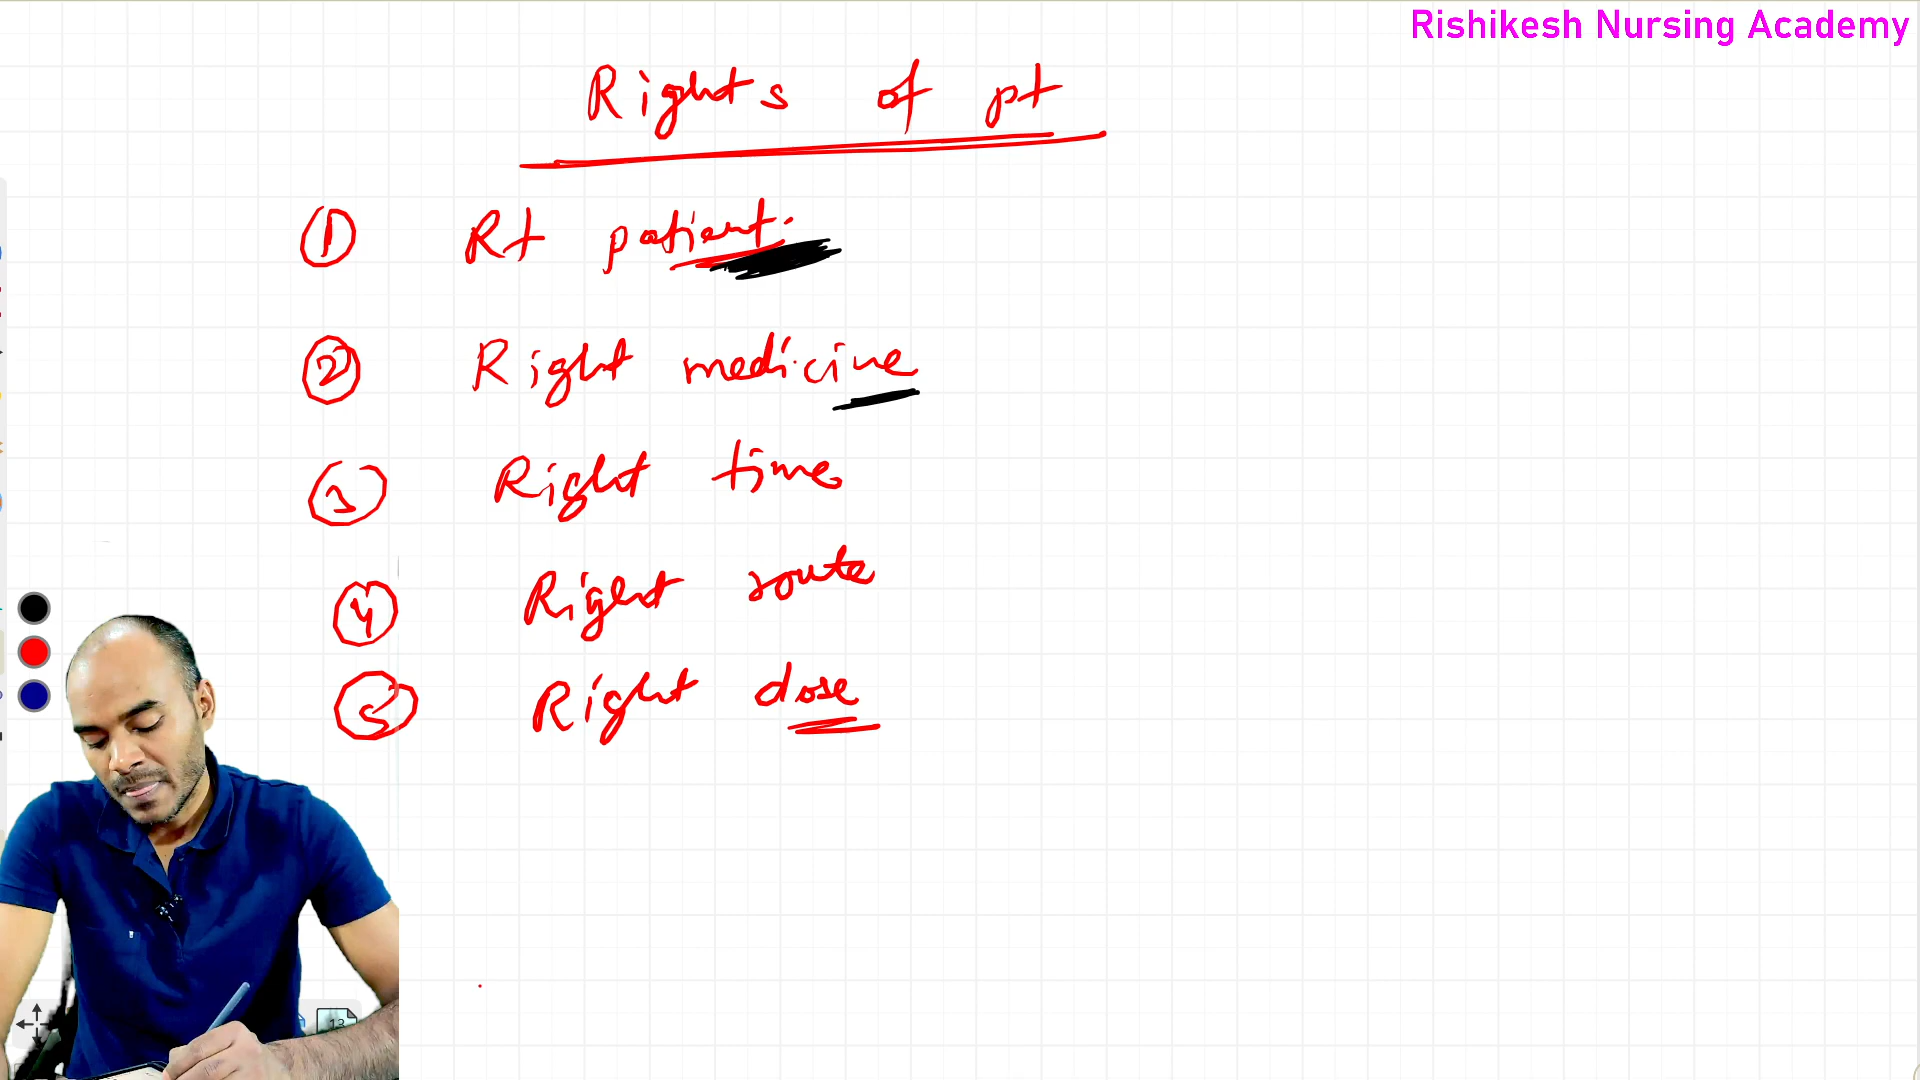 Rishikesh Nursing Academy
Rights of pt
1 Rt patient.
2 Right medicine
3 Right time
4 Right route
5 Right dose
13